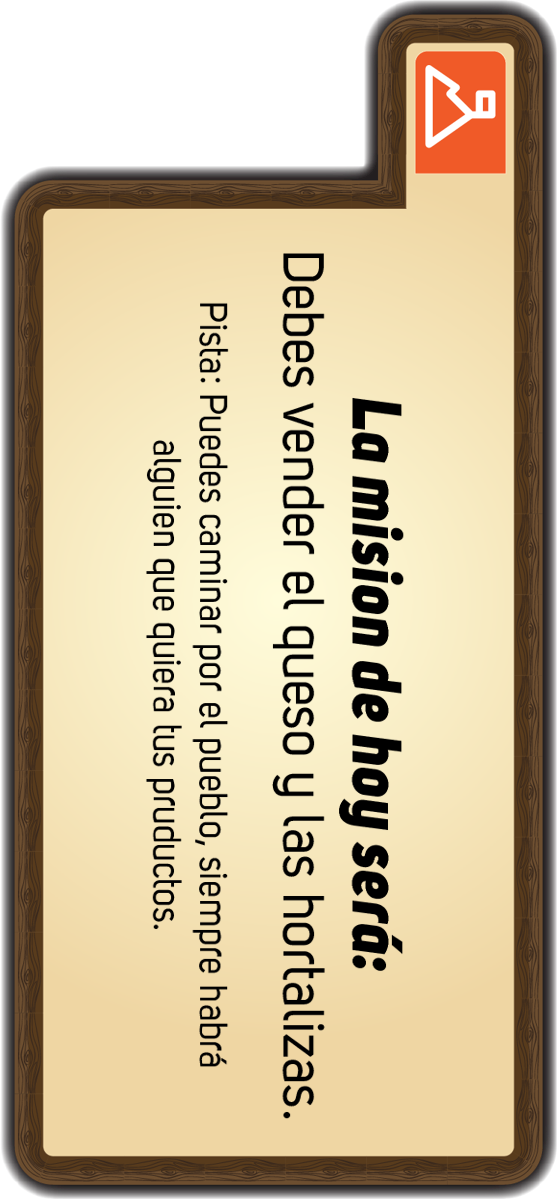 La mision de hoy será:
Debes vender el queso y las hortalizas.
Pista: Puedes caminar por el pueblo, siempre habrá
alguien que quiera tus pruductos.